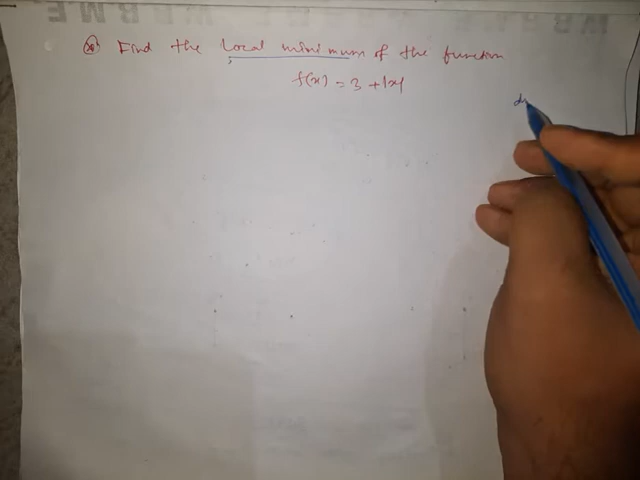 Find the local minimum of the function
f(x) = 3 + |x|